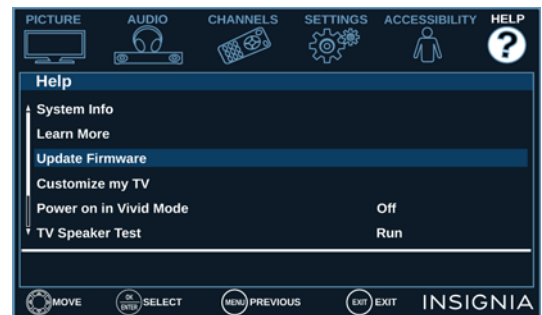 PICTURE AUDIO CHANNELS SETTINGS ACCESSIBILITY HELP
?
Help
System Info
Learn More
Update Firmware
Customize my TV
Power on in Vivid Mode Off
TV Speaker Test Run
MOVE OK ENTER SELECT MENU PREVIOUS EXIT EXIT INSIGNIA